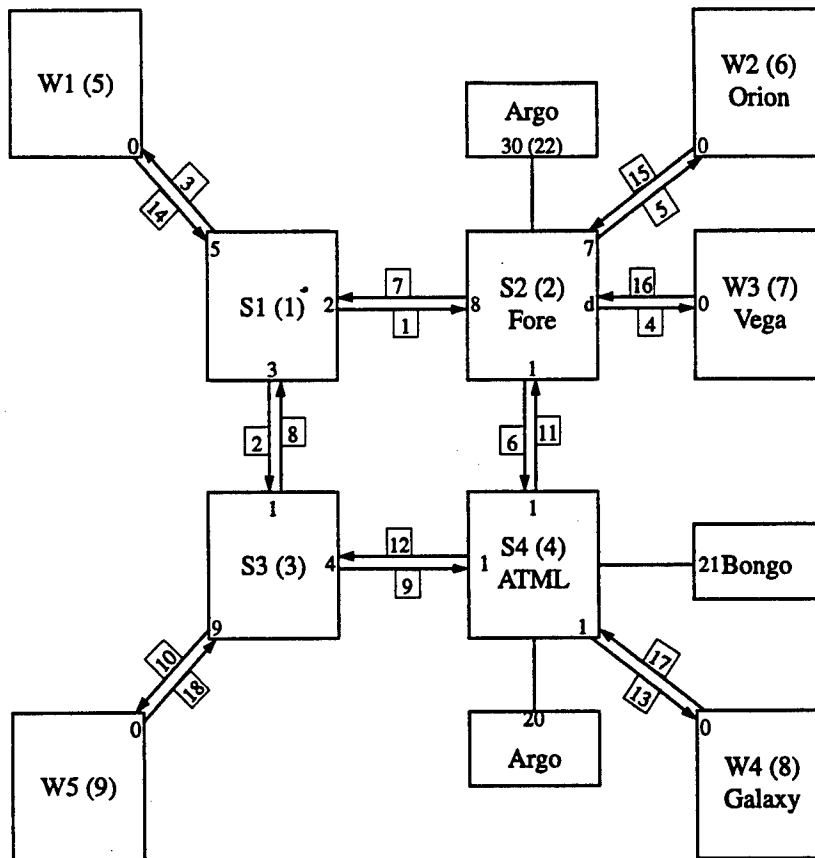 W1 (5)
0
W2 (6)
Orion
0
Argo
30 (22)
3
14
15
5
5
S1 (1)
2
3
7
1
7
S2 (2)
Fore
8
d
1
16
4
W3 (7)
Vega
0
2
8
6
11
1
S3 (3)
4
9
12
9
1
S4 (4)
ATML
1
1
21 Bongo
10
18
17
13
0
W5 (9)
20
Argo
0
W4 (8)
Galaxy